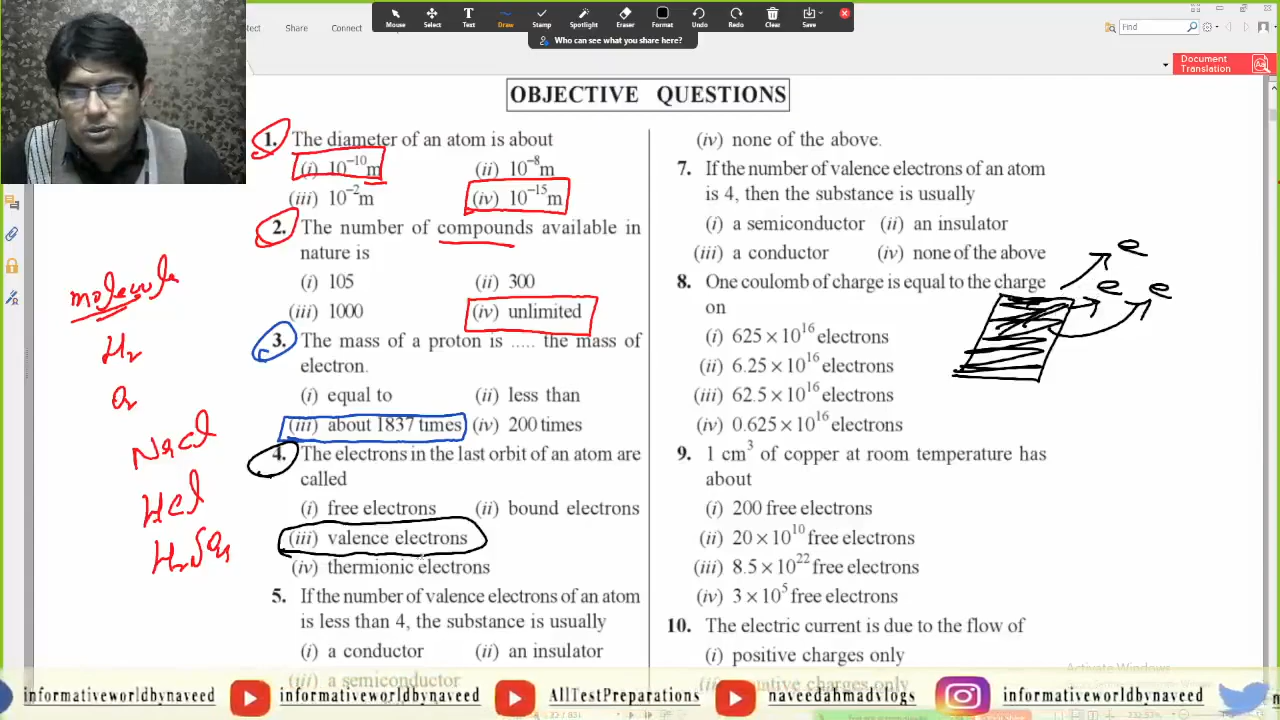 Mouse
Select
Text
Draw
Stamp
Spotlight
Eraser
Format
Undo
Redo
Clear
Save
Who can see what you share here?
Share
Connect
Find
Document
Translation
OBJECTIVE QUESTIONS
1. The diameter of an atom is about
(i) 10⁻¹⁰ m (ii) 10⁻⁸m
(iii) 10⁻²m (iv) 10⁻¹⁵m
2. The number of compounds available in
nature is
(i) 105 (ii) 300
(iii) 1000 (iv) unlimited
3. The mass of a proton is ..... the mass of
electron.
(i) equal to (ii) less than
(iii) about 1837 times (iv) 200 times
4. The electrons in the last orbit of an atom are
called
(i) free electrons (ii) bound electrons
(iii) valence electrons
(iv) thermionic electrons
5. If the number of valence electrons of an atom
is less than 4, the substance is usually
(i) a conductor (ii) an insulator
(iii) a semiconductor
(iv) none of the above.
7. If the number of valence electrons of an atom
is 4, then the substance is usually
(i) a semiconductor (ii) an insulator
(iii) a conductor (iv) none of the above
8. One coulomb of charge is equal to the charge
on
(i) 625 × 10¹⁶ electrons
(ii) 6.25 × 10¹⁶ electrons
(iii) 62.5 × 10¹⁶ electrons
(iv) 0.625 × 10¹⁶ electrons
9. 1 cm³ of copper at room temperature has
about
(i) 200 free electrons
(ii) 20 × 10¹⁰ free electrons
(iii) 8.5 × 10²² free electrons
(iv) 3 × 10⁵ free electrons
10. The electric current is due to the flow of
(i) positive charges only
molecule
H₂
O₂
NaCl
HCl
e
e e
Activate Windows
informativeworldbynaveed
informativeworldbynaveed
AllTestPreparations
naveedahmadvlogs
informativeworldbynaveed